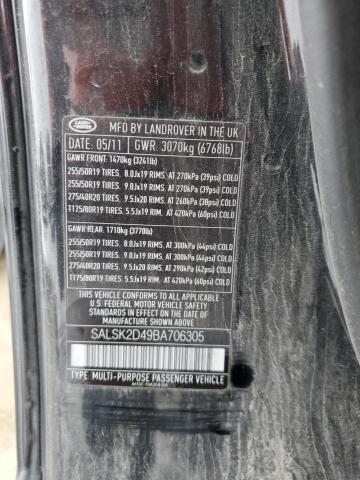 LAND ROVER
MFD BY LANDROVER IN THE UK
DATE: 05/11 GWR: 3070kg (6768lb)
GAWR FRONT: 1470kg (3241lb)
255/50R19 TIRES. 8.0Jx19 RIMS. AT 270kPa (39psi) COLD
255/50R19 TIRES. 9.0Jx19 RIMS. AT 270kPa (39psi) COLD
275/40R20 TIRES. 9.5Jx20 RIMS AT 260kPa (38psi) COLD
T175/80R19 TIRES. 5.5Jx19 RIM. AT 420kPa (60psi) COLD
GAWR REAR: 1710kg (3770lb)
255/50R19 TIRES. 8.0Jx19 RIMS. AT 300kPa (44psi) COLD
255/50R19 TIRES. 9.0Jx19 RIMS. AT 300kPa (44psi) COLD
275/40R20 TIRES. 9.5Jx20 RIMS AT 290kPa (42psi) COLD
T175/80R19 TIRES. 5.5Jx19 RIM. AT 420kPa (60psi) COLD
THIS VEHICLE CONFORMS TO ALL APPLICABLE
U.S. FEDERAL MOTOR VEHICLE SAFETY
STANDARDS IN EFFECT ON THE DATE OF
MANUFACTURE SHOWN ABOVE
SALSK2D49BA706305
TYPE: MULTI-PURPOSE PASSENGER VEHICLE